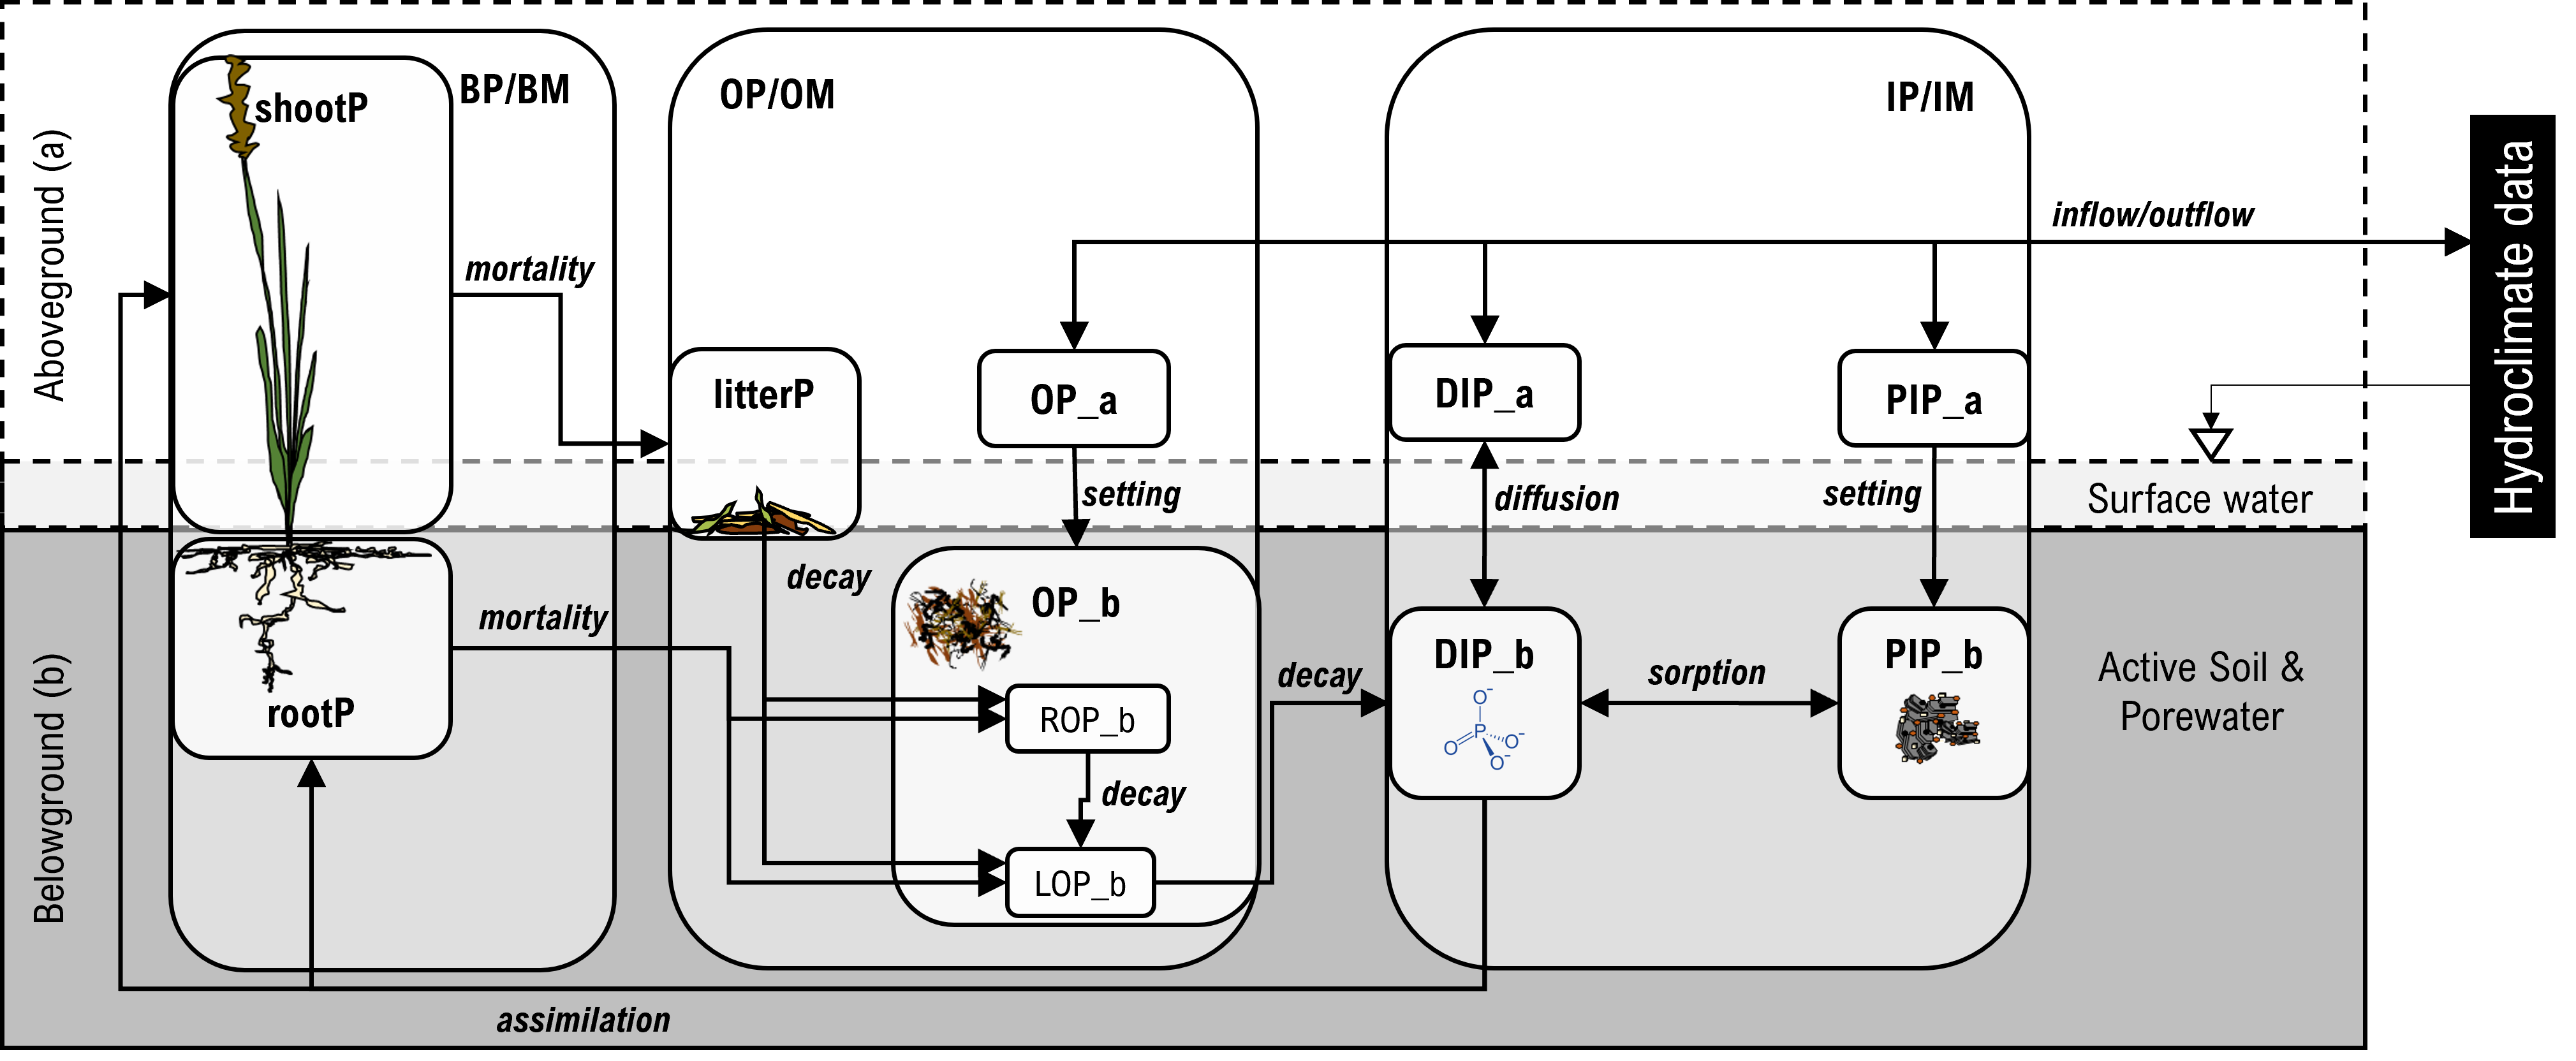 Aboveground (a)
Belowground (b)
BP/BM
shootP
rootP
mortality
mortality
assimilation
OP/OM
litterP
OP_a
setting
decay
OP_b
ROP_b
decay
LOP_b
decay
IP/IM
DIP_a
PIP_a
diffusion
setting
DIP_b
O-
P
O
O-
O-
sorption
PIP_b
inflow/outflow
Surface water
Active Soil &
Porewater
Hydroclimate data